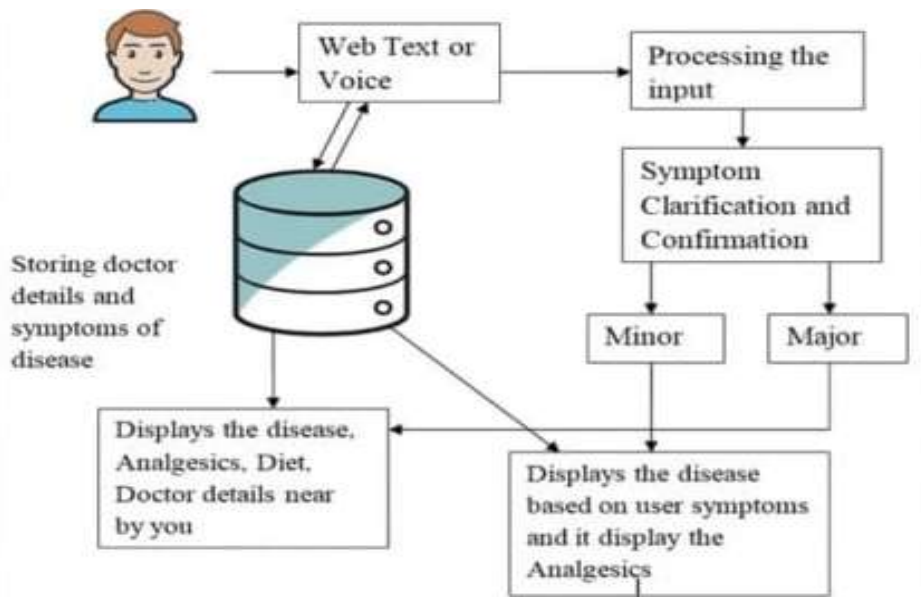 Web Text or
Voice
Processing the
input
Symptom
Clarification and
Confirmation
Storing doctor
details and
symptoms of
disease
Minor
Major
Displays the disease,
Analgesics, Diet,
Doctor details near
by you
Displays the disease
based on user symptoms
and it display the
Analgesics